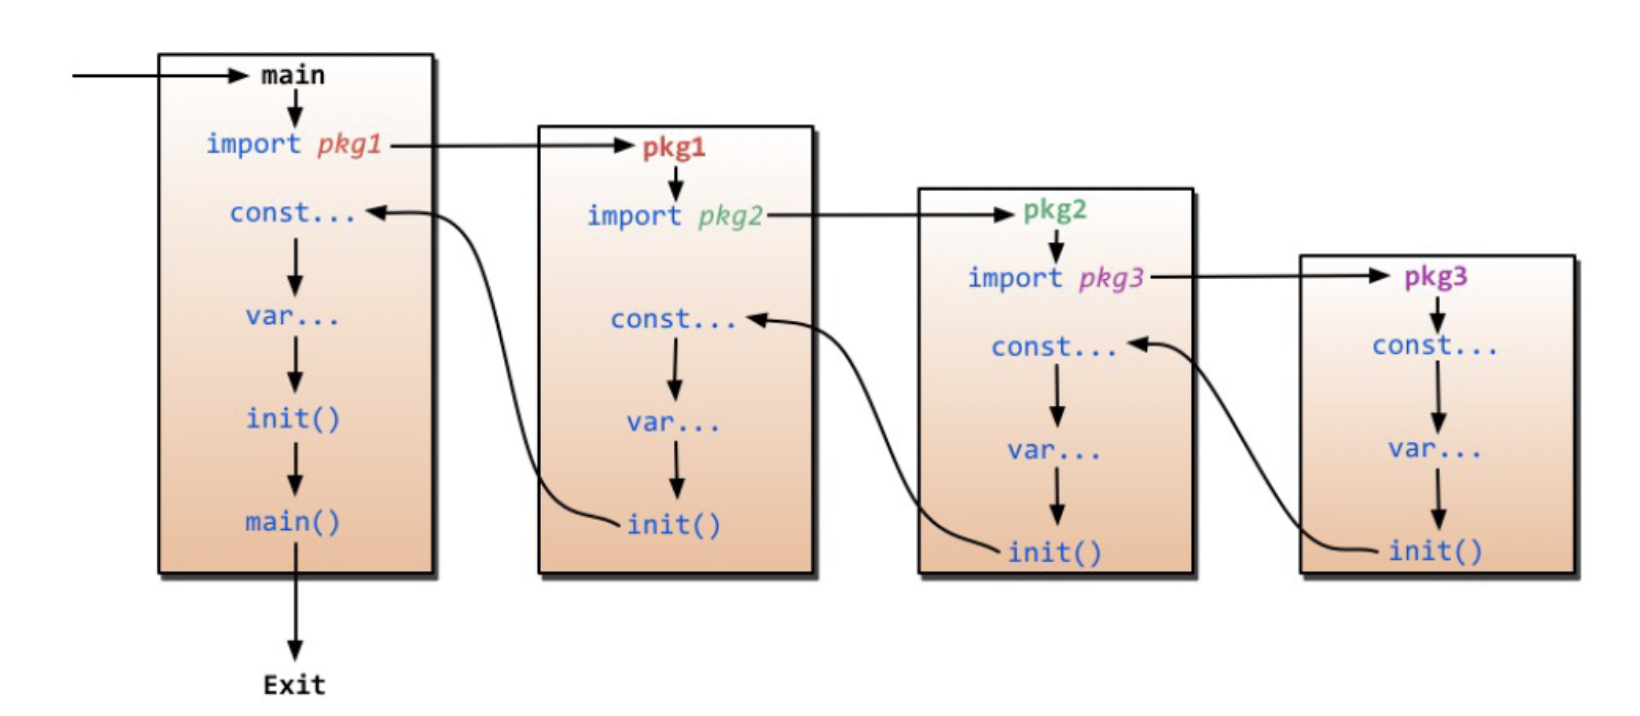 main
import pkg1
const...
var...
init()
main()
Exit
pkg1
import pkg2
const...
var...
init()
pkg2
import pkg3
const...
var...
init()
pkg3
const...
var...
init()